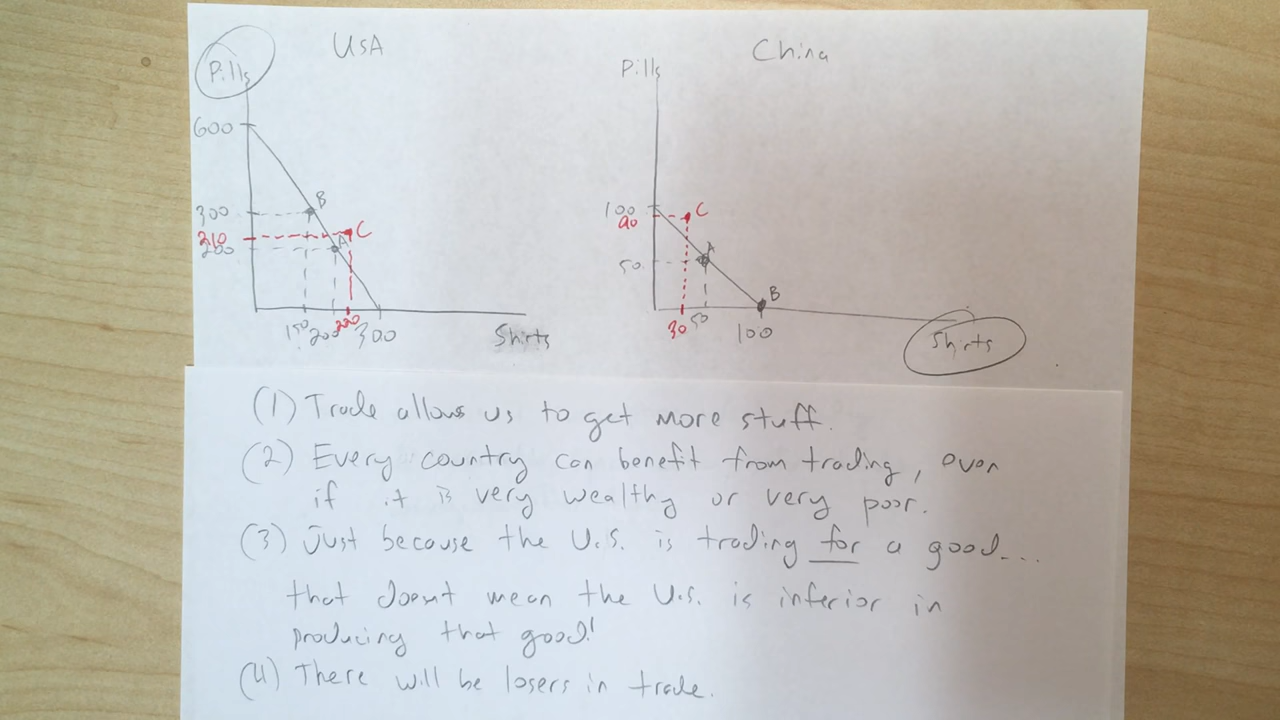 USA
Pills
600
B
300
C
210
A
200
150
200
220
300
Shirts
China
Pills
100
C
90
A
50
B
30
50
100
Shirts
(1) Trade allows us to get more stuff.
(2) Every country can benefit from trading, even
if it is very wealthy or very poor.
(3) Just because the U.S. is trading for a good...
that doesnt mean the U.S. is inferior in
producing that good!
(4) There will be losers in trade.